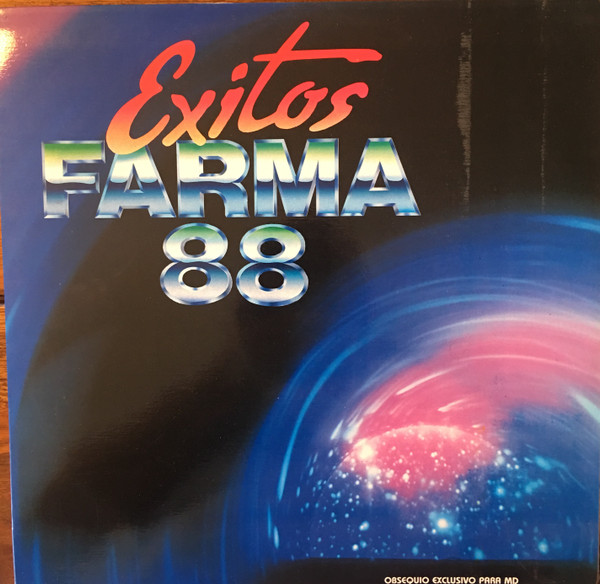 Exitos
FARMA
88
OBSEQUIO EXCLUSIVO PARA MD